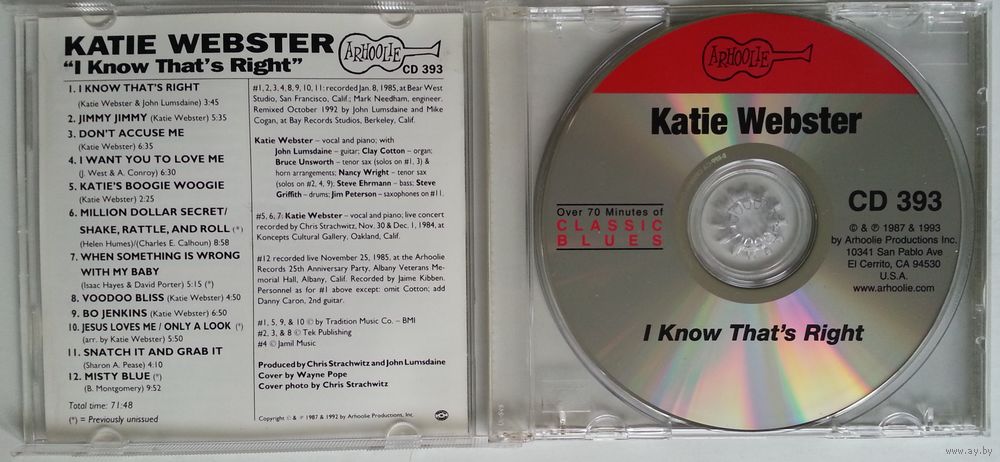 KATIE WEBSTER
"I Know That's Right"
ARHOOLIE
CD 393
1. I KNOW THAT'S RIGHT
(Katie Webster & John Lumsdaine) 3:45
2. JIMMY JIMMY (Katie Webster) 5:35
3. DON'T ACCUSE ME
(Katie Webster) 6:35
4. I WANT YOU TO LOVE ME
(J. West & A. Conroy) 6:30
5. KATIE'S BOOGIE WOOGIE
(Katie Webster) 2:25
6. MILLION DOLLAR SECRET/
SHAKE, RATTLE, AND ROLL (*)
(Helen Humes)/(Charles E. Calhoun) 8:58
7. WHEN SOMETHING IS WRONG
WITH MY BABY
(Isaac Hayes & David Porter) 5:15 (*)
8. VOODOO BLISS (Katie Webster) 4:50
9. BO JENKINS (Katie Webster) 6:50
10. JESUS LOVES ME / ONLY A LOOK (*)
(arr. by Katie Webster) 5:50
11. SNATCH IT AND GRAB IT
(Sharon A. Pease) 4:10
12. MISTY BLUE (*)
(B. Montgomery) 9:52
Total time: 71:48
(*) = Previously unissued
#1, 2, 3, 4, 8, 9, 10, 11: recorded Jan. 8, 1985, at Bear West
Studio, San Francisco, Calif.; Mark Needham, engineer.
Remixed October 1992 by John Lumsdaine and Mike
Cogan, at Bay Records Studios, Berkeley, Calif.
Katie Webster – vocal and piano; with
John Lumsdaine – guitar; Clay Cotton – organ;
Bruce Unsworth – tenor sax (solos on #1, 3) &
horn arrangements; Nancy Wright – tenor sax
(solos on #2, 4, 9); Steve Ehrmann – bass; Steve
Griffith – drums; Jim Peterson – saxophones on #11.
#5, 6, 7: Katie Webster – vocal and piano; live concert
recorded by Chris Strachwitz, Nov. 30 & Dec. 1, 1984, at
Koncepts Cultural Gallery, Oakland, Calif.
#12 recorded live November 25, 1985, at the Arhoolie
Records 25th Anniversary Party, Albany Veterans Me-
morial Hall, Albany, Calif. Recorded by Jaime Kibben.
Personnel as for #1 above except: omit Cotton; add
Danny Caron, 2nd guitar.
#1, 5, 9, & 10 © by Tradition Music Co. – BMI
#2, 3, & 8 © Tek Publishing
#4 © Jamil Music
Produced by Chris Strachwitz and John Lumsdaine
Cover by Wayne Pope
Cover photo by Chris Strachwitz
Copyright © & ℗ 1987 & 1992 by Arhoolie Productions, Inc.
ARHOOLIE
Katie Webster
Over 70 Minutes of
CLASSIC
BLUES
CD 393
© & ℗ 1987 & 1993
by Arhoolie Productions Inc.
10341 San Pablo Ave
El Cerrito, CA 94530
U.S.A.
www.arhoolie.com
I Know That's Right
www.ay.by